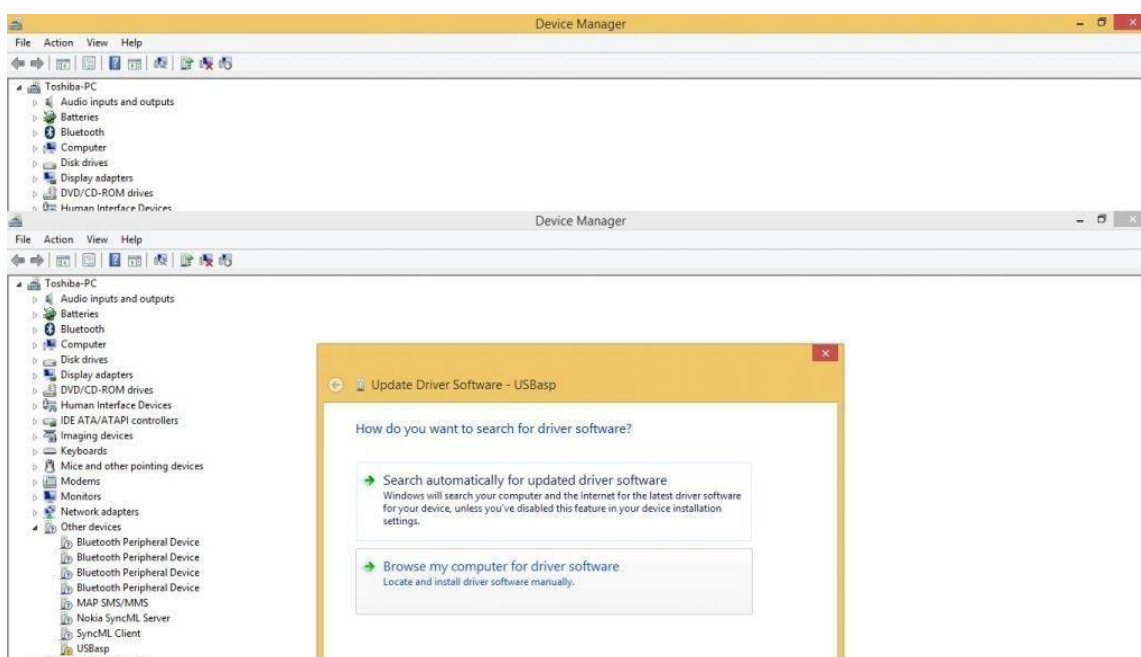 Device Manager
File Action View Help
Toshiba-PC
Audio inputs and outputs
Batteries
Bluetooth
Computer
Disk drives
Display adapters
DVD/CD-ROM drives
Human Interface Devices
Device Manager
File Action View Help
Toshiba-PC
Audio inputs and outputs
Batteries
Bluetooth
Computer
Disk drives
Display adapters
DVD/CD-ROM drives
Human Interface Devices
IDE ATA/ATAPI controllers
Imaging devices
Keyboards
Mice and other pointing devices
Modems
Monitors
Network adapters
Other devices
Bluetooth Peripheral Device
Bluetooth Peripheral Device
Bluetooth Peripheral Device
Bluetooth Peripheral Device
MAP SMS/MMS
Nokia SyncML Server
SyncML Client
USBasp
Update Driver Software - USBasp
How do you want to search for driver software?
Search automatically for updated driver software
Windows will search your computer and the Internet for the latest driver software
for your device, unless you've disabled this feature in your device installation
settings.
Browse my computer for driver software
Locate and install driver software manually.